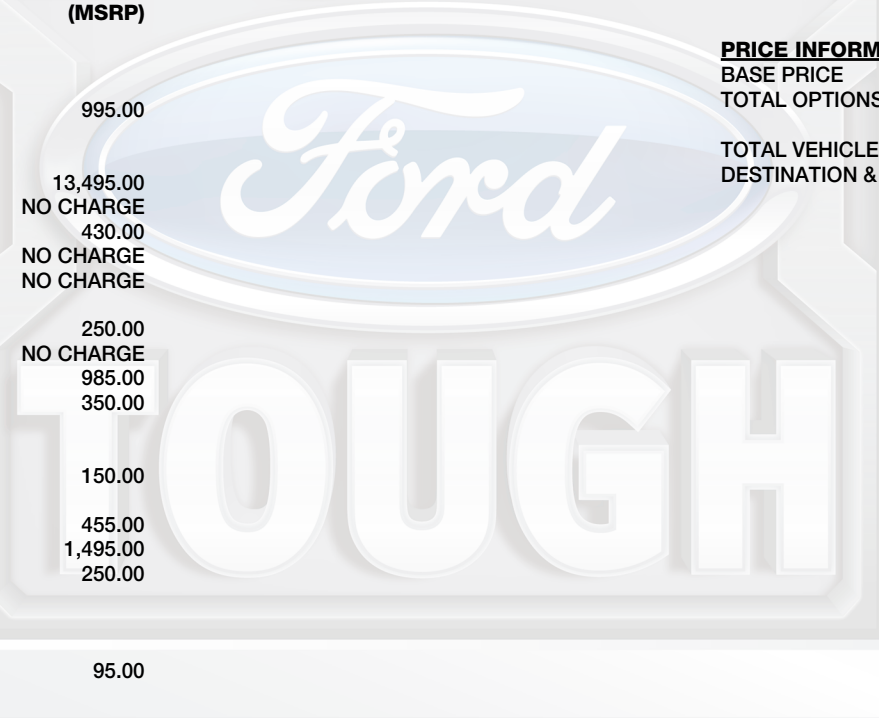 (MSRP)
995.00
13,495.00
NO CHARGE
430.00
NO CHARGE
NO CHARGE
250.00
NO CHARGE
985.00
350.00
150.00
455.00
1,495.00
250.00
95.00
PRICE INFORM
BASE PRICE
TOTAL OPTIONS
TOTAL VEHICLE
DESTINATION &
Ford
TOUGH